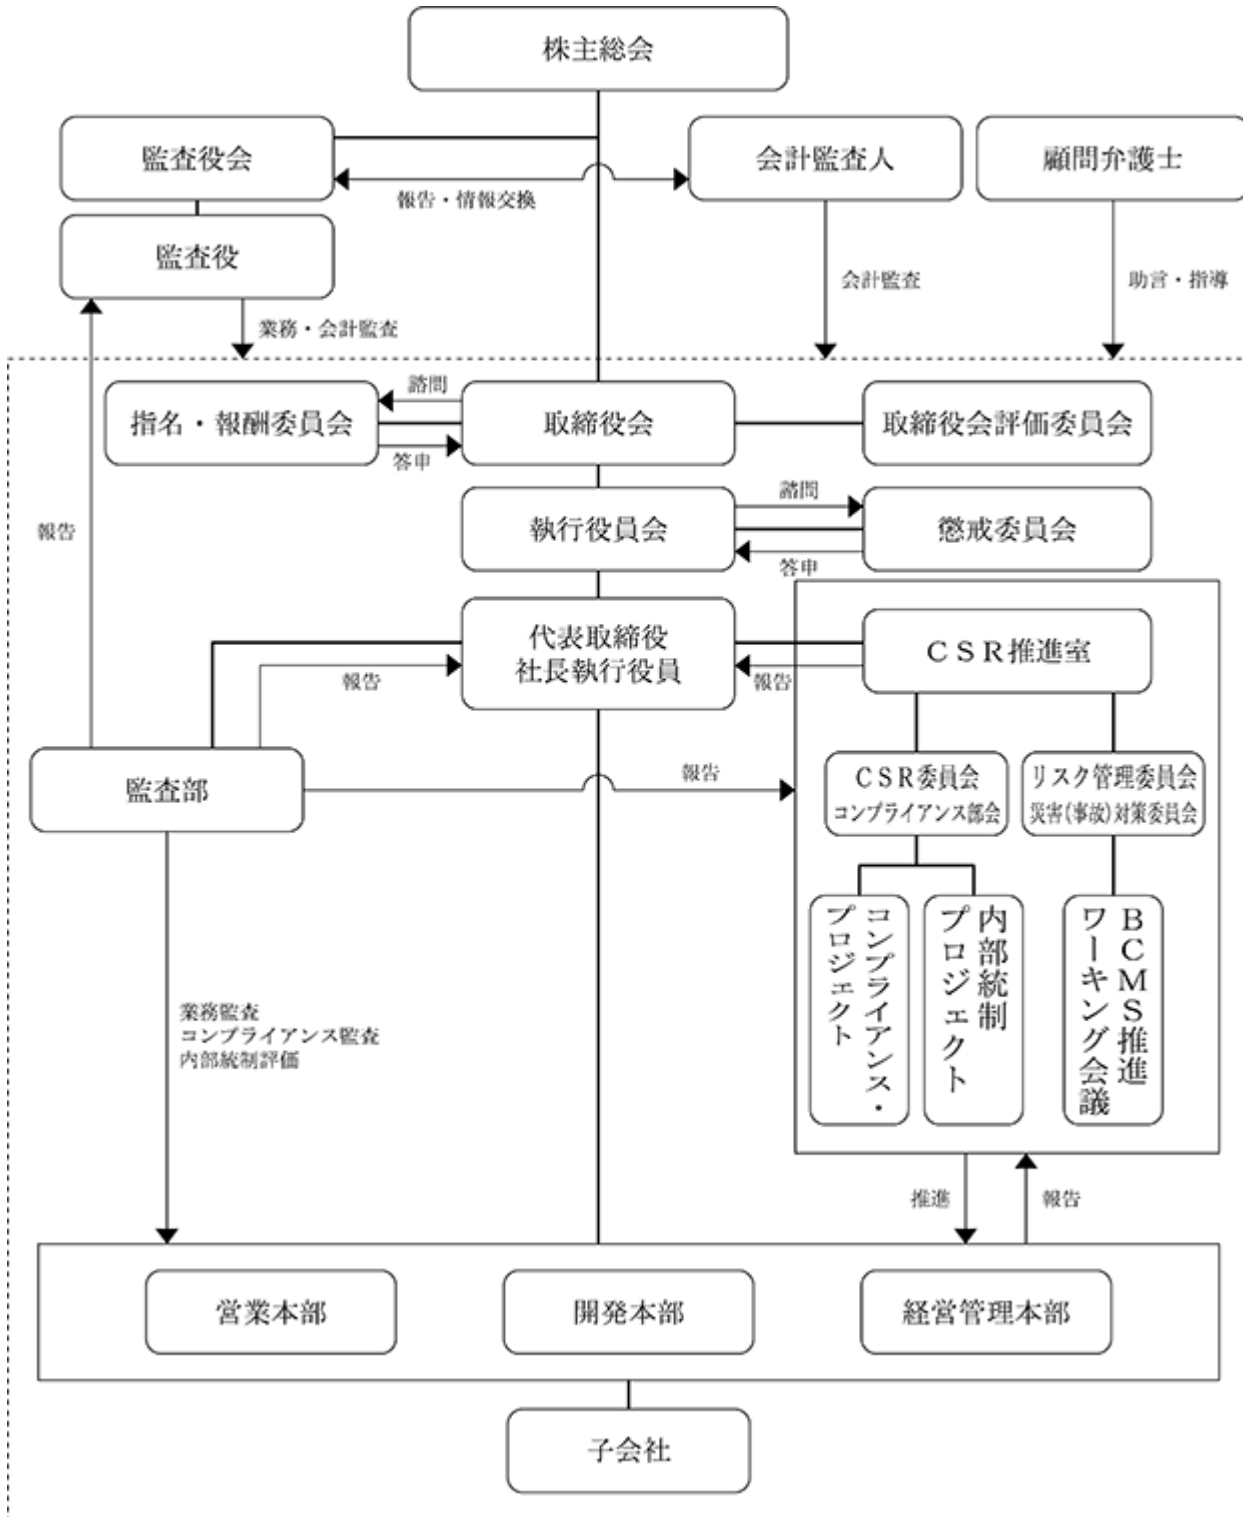 株主総会
監査役会
会計監査人
顧問弁護士
報告・情報交換
監査役
業務・会計監査
会計監査
助言・指導
指名・報酬委員会
諮問
答申
取締役会
取締役会評価委員会
報告
執行役員会
諮問
答申
懲戒委員会
代表取締役
社長執行役員
報告
報告
ＣＳＲ推進室
監査部
報告
ＣＳＲ委員会
コンプライアンス部会
リスク管理委員会
災害(事故)対策委員会
コンプライアンス・
プロジェクト
内部統制
プロジェクト
ＢＣＭＳ推進
ワーキング会議
業務監査
コンプライアンス監査
内部統制評価
推進
報告
営業本部
開発本部
経営管理本部
子会社